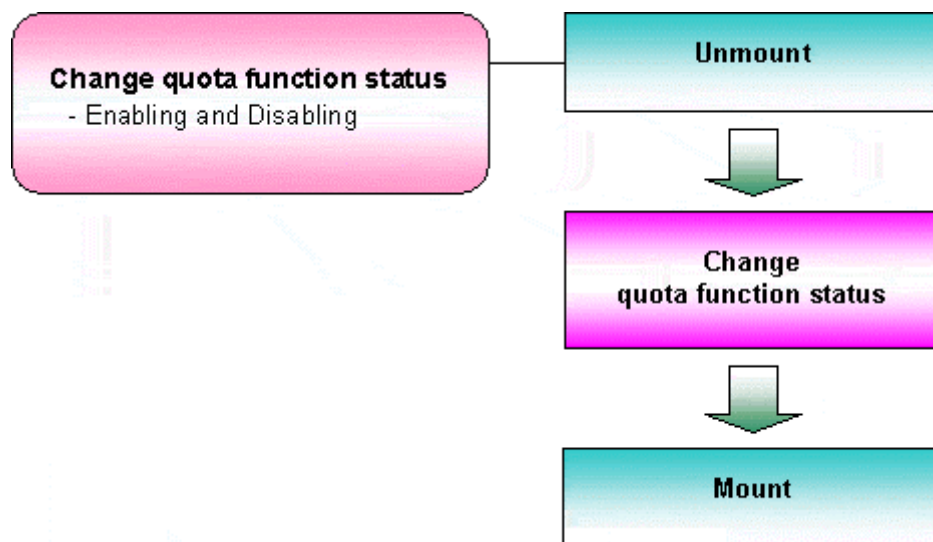 Change quota function status
- Enabling and Disabling
Unmount
Change
quota function status
Mount